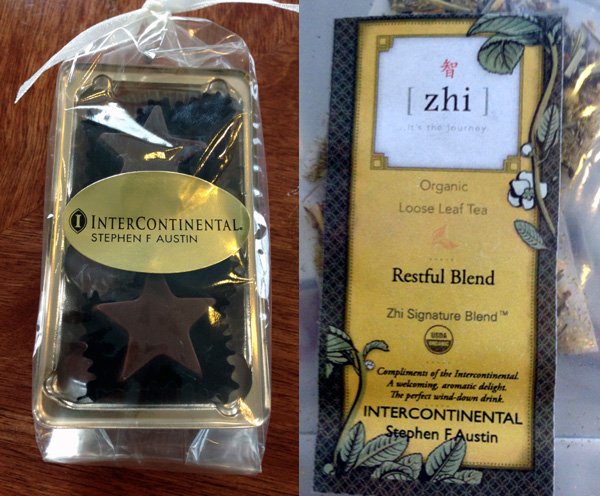 INTERCONTINENTAL.
STEPHEN F AUSTIN
智
[ zhi ]
It's the Journey.
Organic
Loose Leaf Tea
Restful Blend
Zhi Signature Blend™
USDA
ORGANIC
Compliments of the Intercontinental.
A welcoming, aromatic delight.
The perfect wind-down drink.
INTERCONTINENTAL
Stephen F Austin